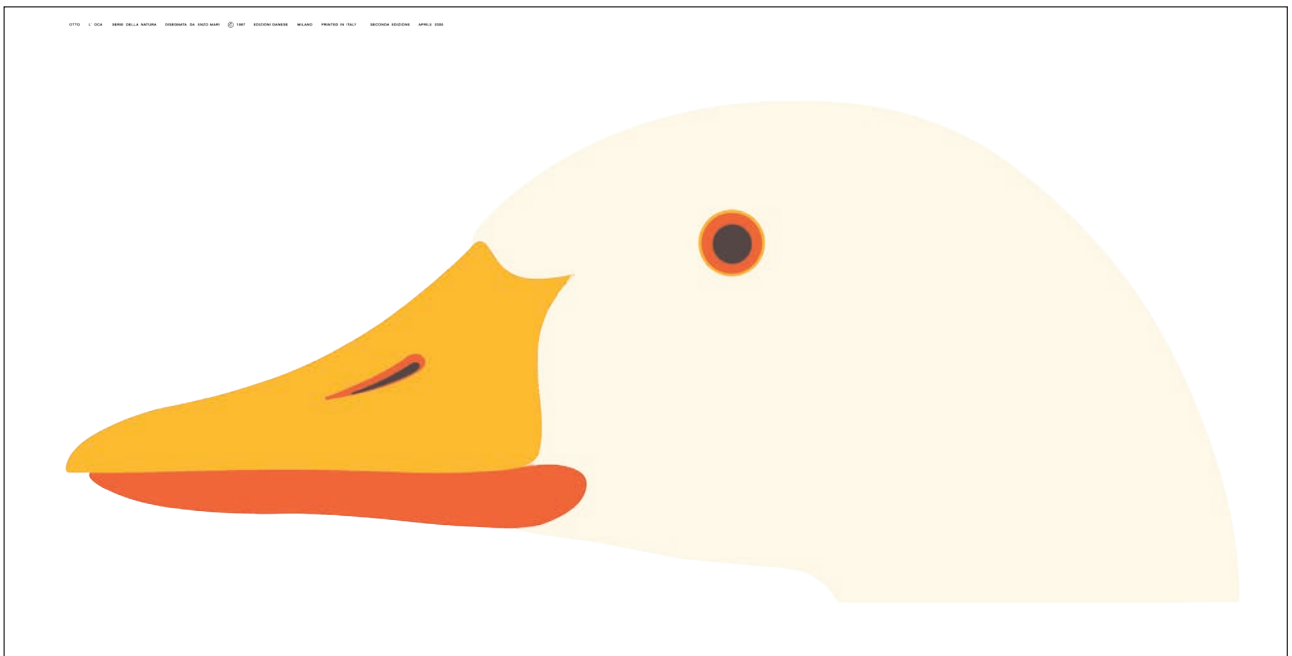 OTTO L' OCA SERIE DELLA NATURA DISEGNATA DA ENZO MARI © 1967 EDIZIONI DANESE MILANO PRINTED IN ITALY SECONDA EDIZIONE APRILE 2000